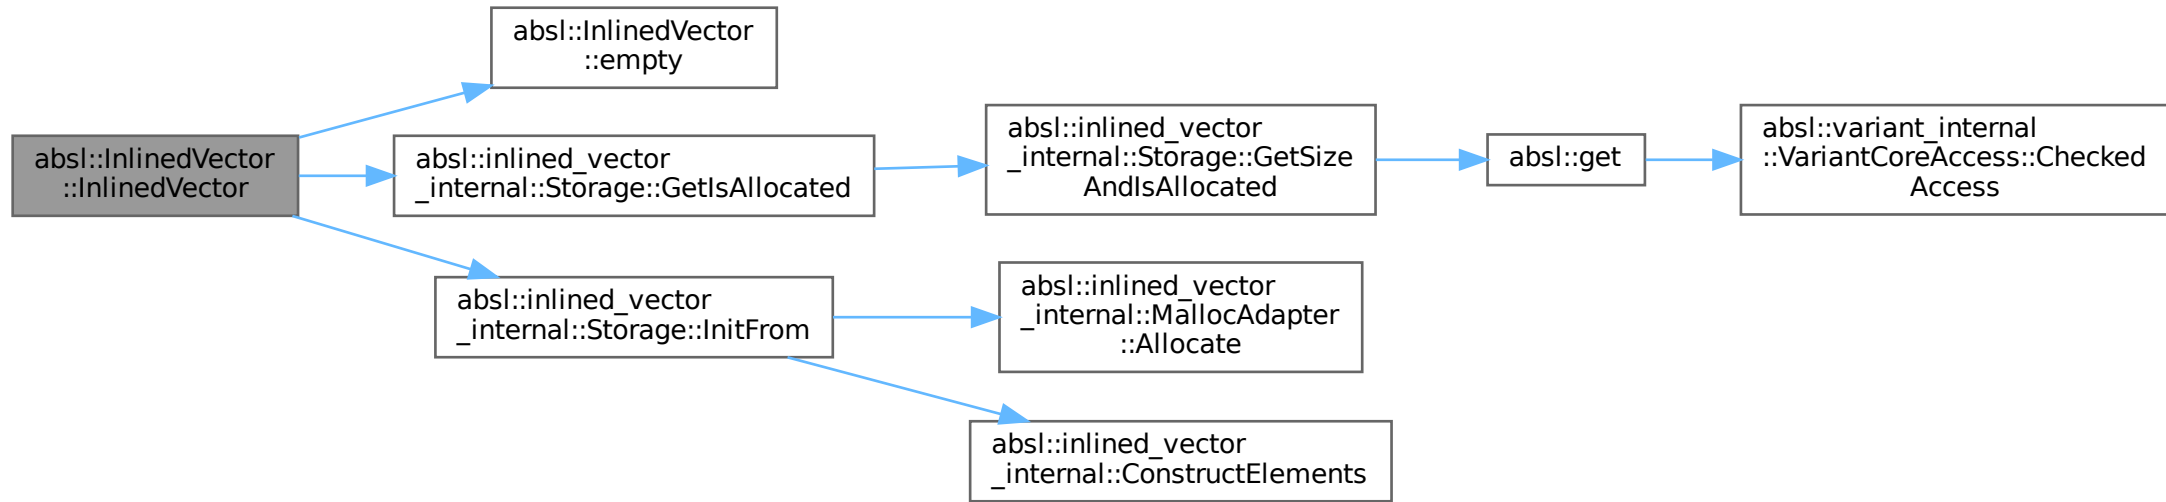 absl::InlinedVector
::InlinedVector
absl::InlinedVector
::empty
absl::inlined_vector
_internal::Storage::GetIsAllocated
absl::inlined_vector
_internal::Storage::GetSize
AndIsAllocated
absl::get
absl::variant_internal
::VariantCoreAccess::Checked
Access
absl::inlined_vector
_internal::Storage::InitFrom
absl::inlined_vector
_internal::MallocAdapter
::Allocate
absl::inlined_vector
_internal::ConstructElements